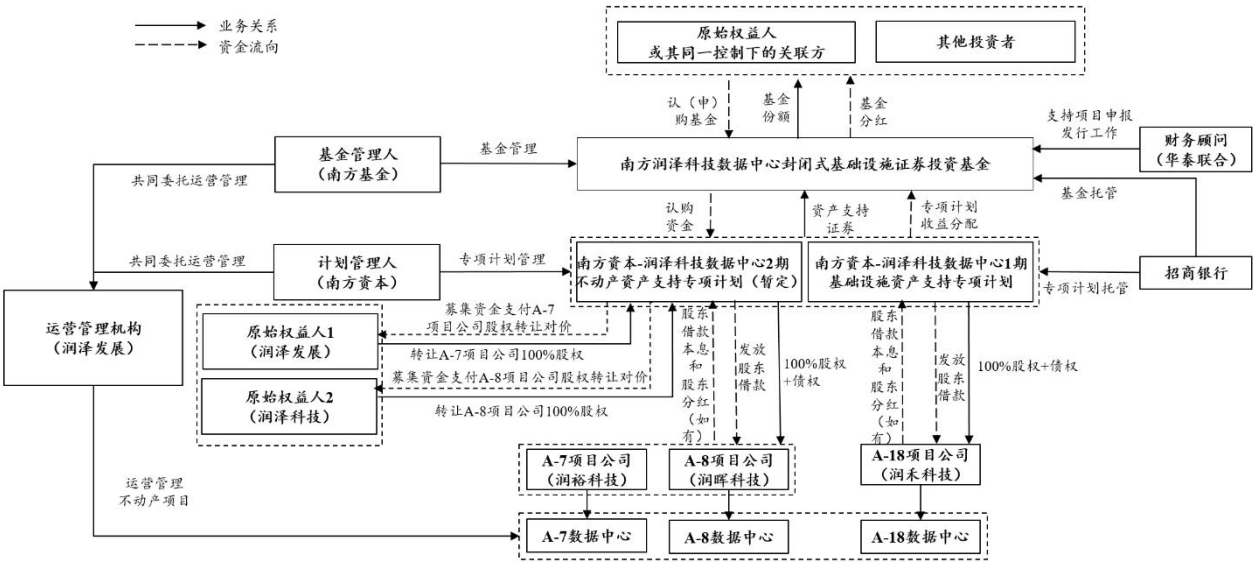 业务关系
资金流向
原始权益人
或其同一控制下的关联方
其他投资者
认（申）
购基金
基金
份额
基金
分红
支持项目申报
发行工作
财务顾问
（华泰联合）
基金管理人
（南方基金）
基金管理
南方润泽科技数据中心封闭式基础设施证券投资基金
共同委托运营管理
基金托管
认购
资金
资产支持
证券
专项计划
收益分配
共同委托运营管理
计划管理人
（南方资本）
专项计划管理
南方资本-润泽科技数据中心2期
不动产资产支持专项计划（暂定）
南方资本-润泽科技数据中心1期
基础设施资产支持专项计划
招商银行
专项计划托管
运营管理机构
（润泽发展）
原始权益人1
（润泽发展）
募集资金支付A-7
项目公司股权转让对价
转让A-7项目公司100%股权
募集资金支付A-8项目公司股权转让对价
原始权益人2
（润泽科技）
转让A-8项目公司100%股权
股东
借款
本息
和
股东
分红
（如
有）
发放
股东
借款
100%股权
+债权
股东
借款
本息
和
股东
分红
（如
有）
发放
股东
借款
100%股权+债权
A-7项目公司
（润裕科技）
A-8项目公司
（润晖科技）
A-18项目公司
（润禾科技）
运营管理
不动产项目
A-7数据中心
A-8数据中心
A-18数据中心